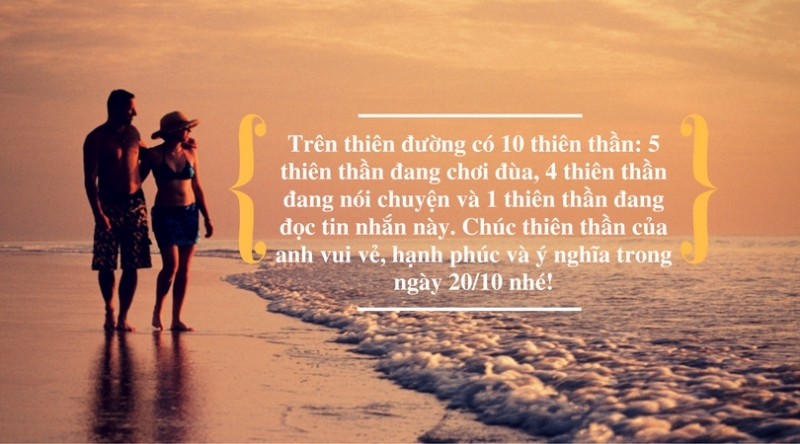 Trên thiên đường có 10 thiên thần: 5
thiên thần đang chơi đùa, 4 thiên thần
đang nói chuyện và 1 thiên thần đang
đọc tin nhắn này. Chúc thiên thần của
anh vui vẻ, hạnh phúc và ý nghĩa trong
ngày 20/10 nhé!